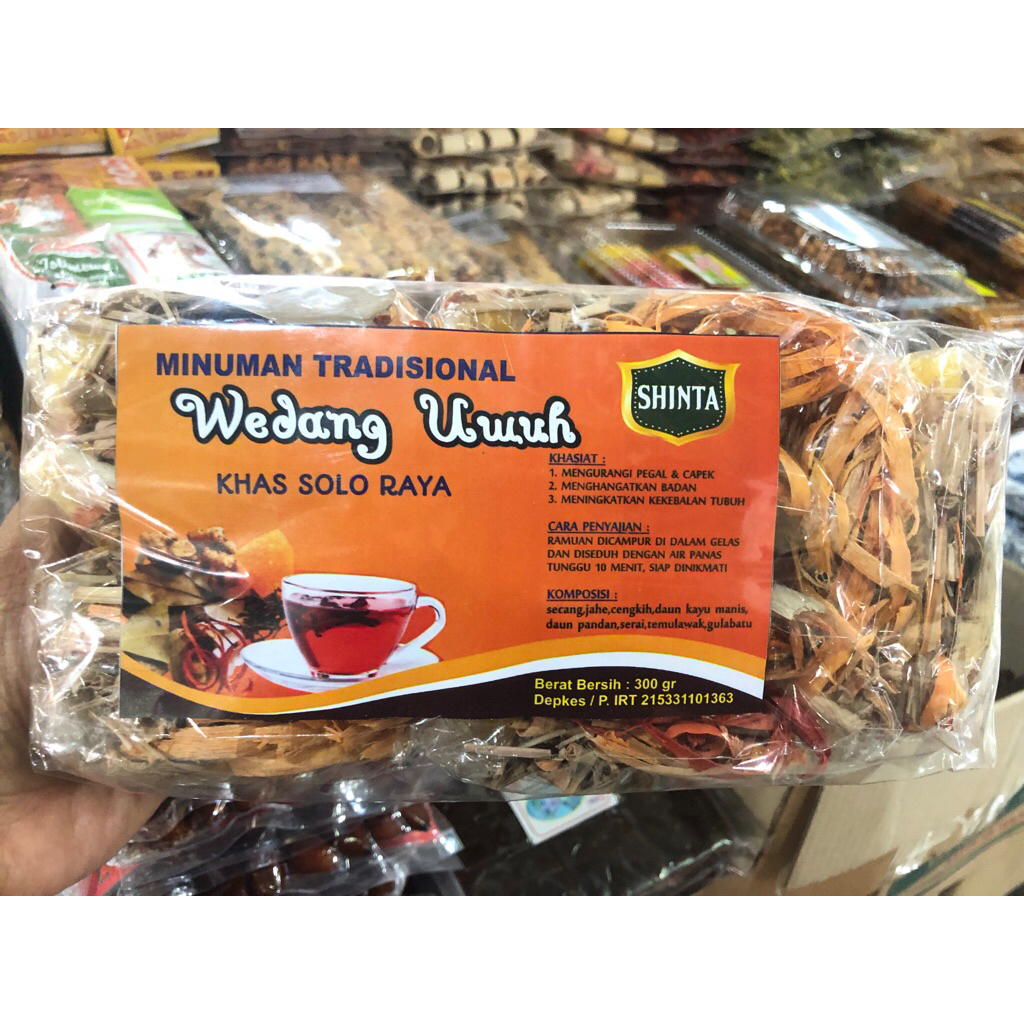 MINUMAN TRADISIONAL
Wedang Uwuh
KHAS SOLO RAYA
SHINTA
KHASIAT :
1. MENGURANGI PEGAL & CAPEK
2. MENGHANGATKAN BADAN
3. MENINGKATKAN KEKEBALAN TUBUH
CARA PENYAJIAN :
RAMUAN DICAMPUR DI DALAM GELAS
DAN DISEDUH DENGAN AIR PANAS
TUNGGU 10 MENIT, SIAP DINIKMATI
KOMPOSISI :
secang,jahe,cengkih,daun kayu manis,
daun pandan,serai,temulawak,gulabatu
Berat Bersih : 300 gr
Depkes / P. IRT 215331101363